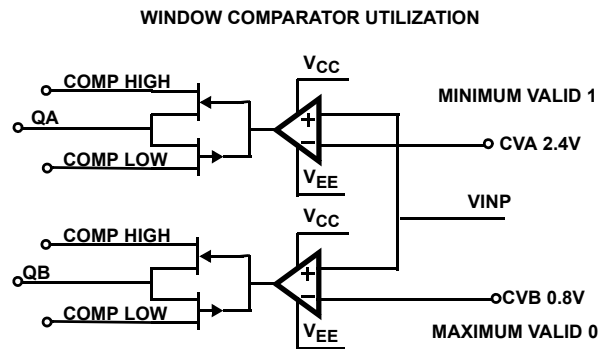 WINDOW COMPARATOR UTILIZATION
VCC
COMP HIGH
MINIMUM VALID 1
QA
+
−
CVA 2.4V
COMP LOW
VEE
VINP
VCC
COMP HIGH
QB
+
−
CVB 0.8V
COMP LOW
VEE
MAXIMUM VALID 0